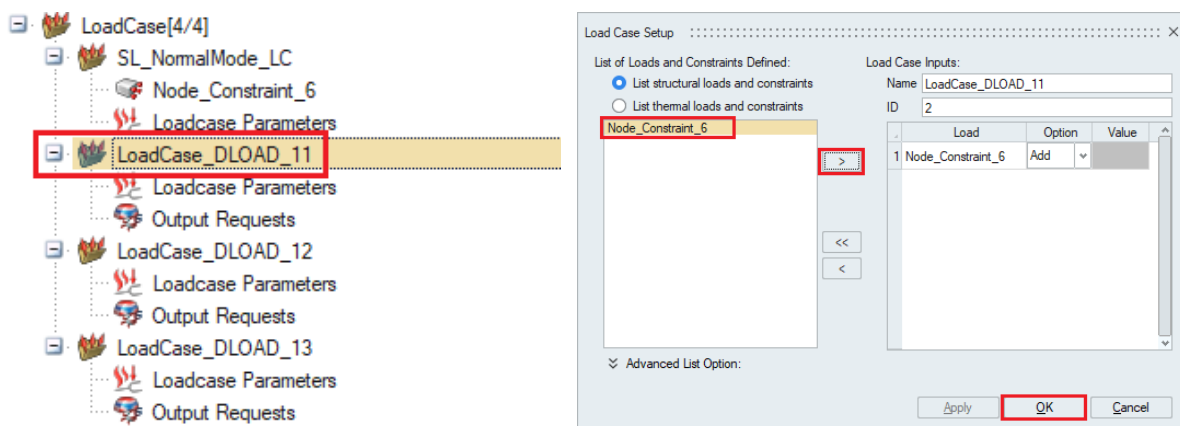 LoadCase[4/4]
SL_NormalMode_LC
Node_Constraint_6
Loadcase Parameters
LoadCase_DLOAD_11
Loadcase Parameters
Output Requests
LoadCase_DLOAD_12
Loadcase Parameters
Output Requests
LoadCase_DLOAD_13
Loadcase Parameters
Output Requests
Load Case Setup
List of Loads and Constraints Defined:
List structural loads and constraints
List thermal loads and constraints
Node_Constraint_6
>
<<
<
Advanced List Option:
Load Case Inputs:
Name LoadCase_DLOAD_11
ID 2
Load Option Value
1 Node_Constraint_6 Add
Apply OK Cancel